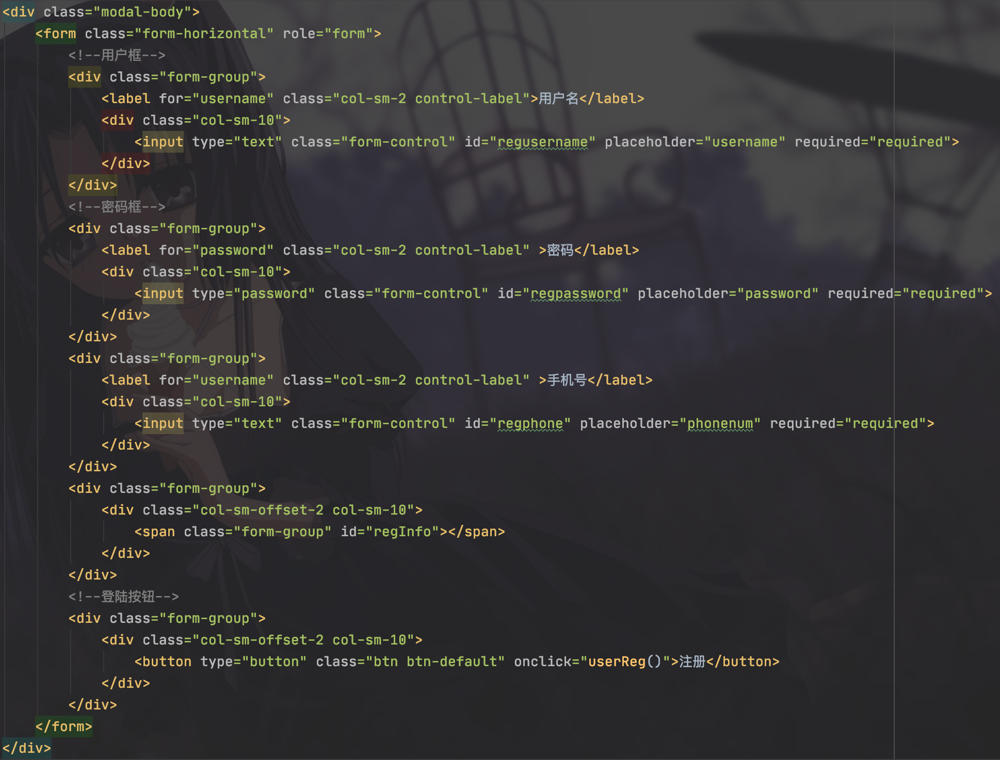 <div class="modal-body">
<form class="form-horizontal" role="form">
<!--用户框-->
<div class="form-group">
<label for="username" class="col-sm-2 control-label">用户名</label>
<div class="col-sm-10">
<input type="text" class="form-control" id="regusername" placeholder="username" required="required">
</div>
</div>
<!--密码框-->
<div class="form-group">
<label for="password" class="col-sm-2 control-label" >密码</label>
<div class="col-sm-10">
<input type="password" class="form-control" id="regpassword" placeholder="password" required="required">
</div>
</div>
<div class="form-group">
<label for="username" class="col-sm-2 control-label" >手机号</label>
<div class="col-sm-10">
<input type="text" class="form-control" id="regphone" placeholder="phonenum" required="required">
</div>
</div>
<div class="form-group">
<div class="col-sm-offset-2 col-sm-10">
<span class="form-group" id="regInfo"></span>
</div>
</div>
<!--登陆按钮-->
<div class="form-group">
<div class="col-sm-offset-2 col-sm-10">
<button type="button" class="btn btn-default" onclick="userReg()">注册</button>
</div>
</div>
</form>
</div>